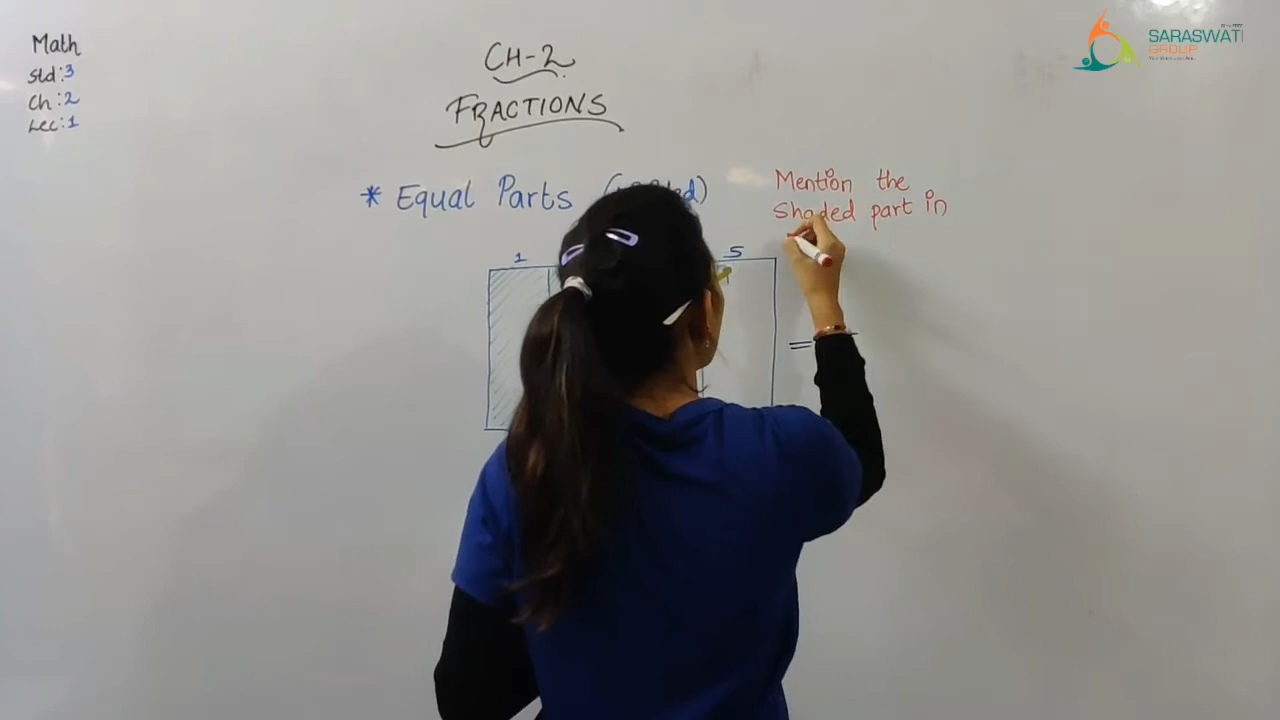 Math
Std:3
Ch:2
Lec:1
CH-2
FRACTIONS
* Equal Parts
Mention the
Shaded part in
1
5
=
SARASWATI
GROUP